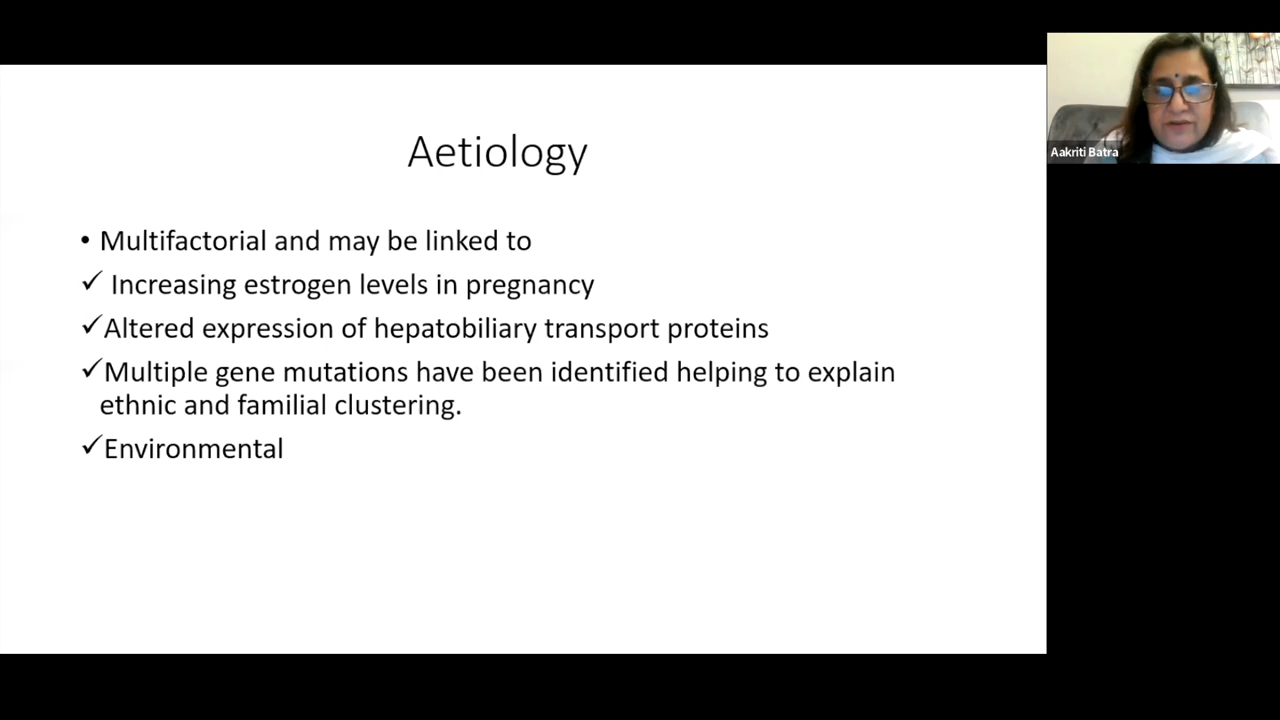 Aetiology
• Multifactorial and may be linked to
✓ Increasing estrogen levels in pregnancy
✓Altered expression of hepatobiliary transport proteins
✓Multiple gene mutations have been identified helping to explain
ethnic and familial clustering.
✓Environmental
Aakriti Batra